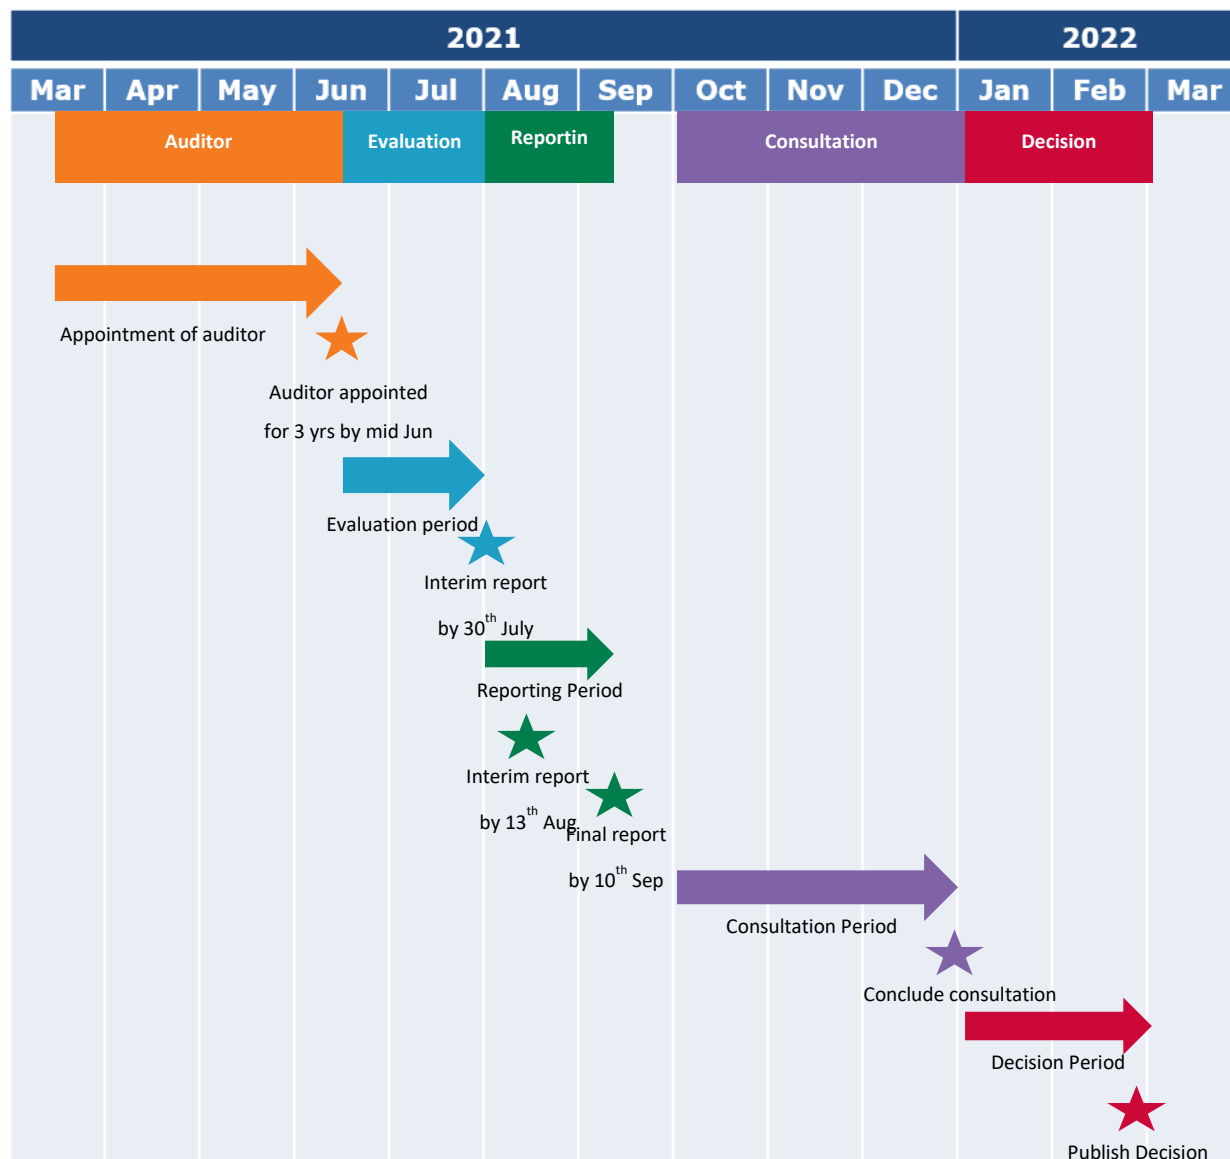 2021 2022
Mar Apr May Jun Jul Aug Sep Oct Nov Dec Jan Feb Mar
Auditor Evaluation Reportin Consultation Decision
Appointment of auditor
Auditor appointed
for 3 yrs by mid Jun
Evaluation period
Interim report
by 30th July
Reporting Period
Interim report
by 13th Aug
Final report
by 10th Sep
Consultation Period
Conclude consultation
Decision Period
Publish Decision